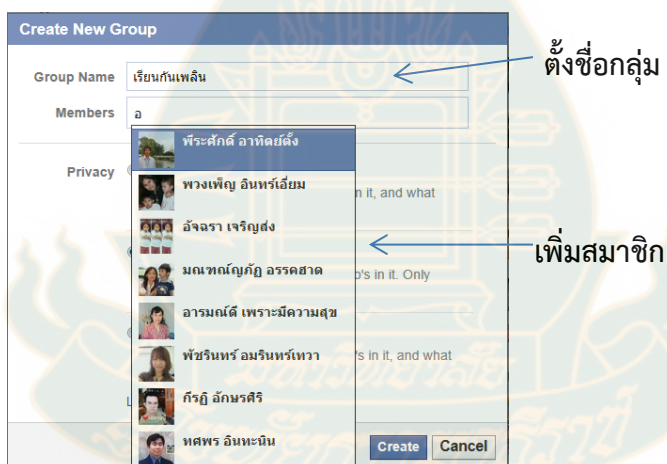 Create New Group
Group Name เรียนกันเพลิน
ตั้งชื่อกลุ่ม
Members อ
พีระศักดิ์ อาทิตย์ตั้ง
Privacy
พวงเพ็ญ อินทร์เอี่ยม
n it, and what
อัจฉรา เจริญส่ง
เพิ่มสมาชิก
มณฑณ์ญภัฏ อรรคฮาด
o's in it. Only
อารมณ์ดี เพราะมีความสุข
พัชรินทร์ อมรินทร์เทวา
's in it, and what
กีรฏิ อักษรศิริ
L
ทศพร อินทะนิน
Create Cancel